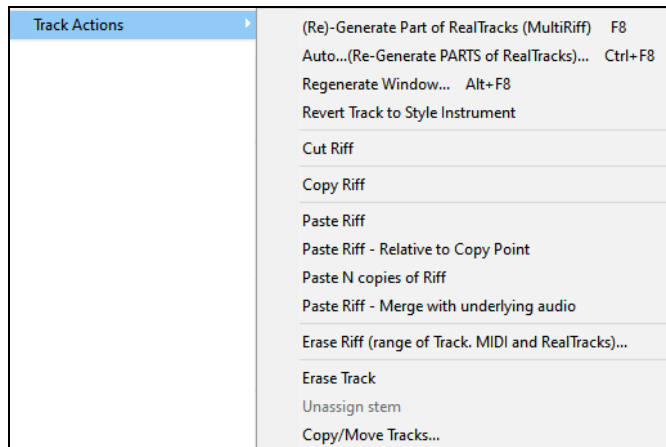 Track Actions
(Re)-Generate Part of RealTracks (MultiRiff) F8
Auto...(Re-Generate PARTS of RealTracks)... Ctrl+F8
Regenerate Window... Alt+F8
Revert Track to Style Instrument
Cut Riff
Copy Riff
Paste Riff
Paste Riff - Relative to Copy Point
Paste N copies of Riff
Paste Riff - Merge with underlying audio
Erase Riff (range of Track. MIDI and RealTracks)...
Erase Track
Unassign stem
Copy/Move Tracks...